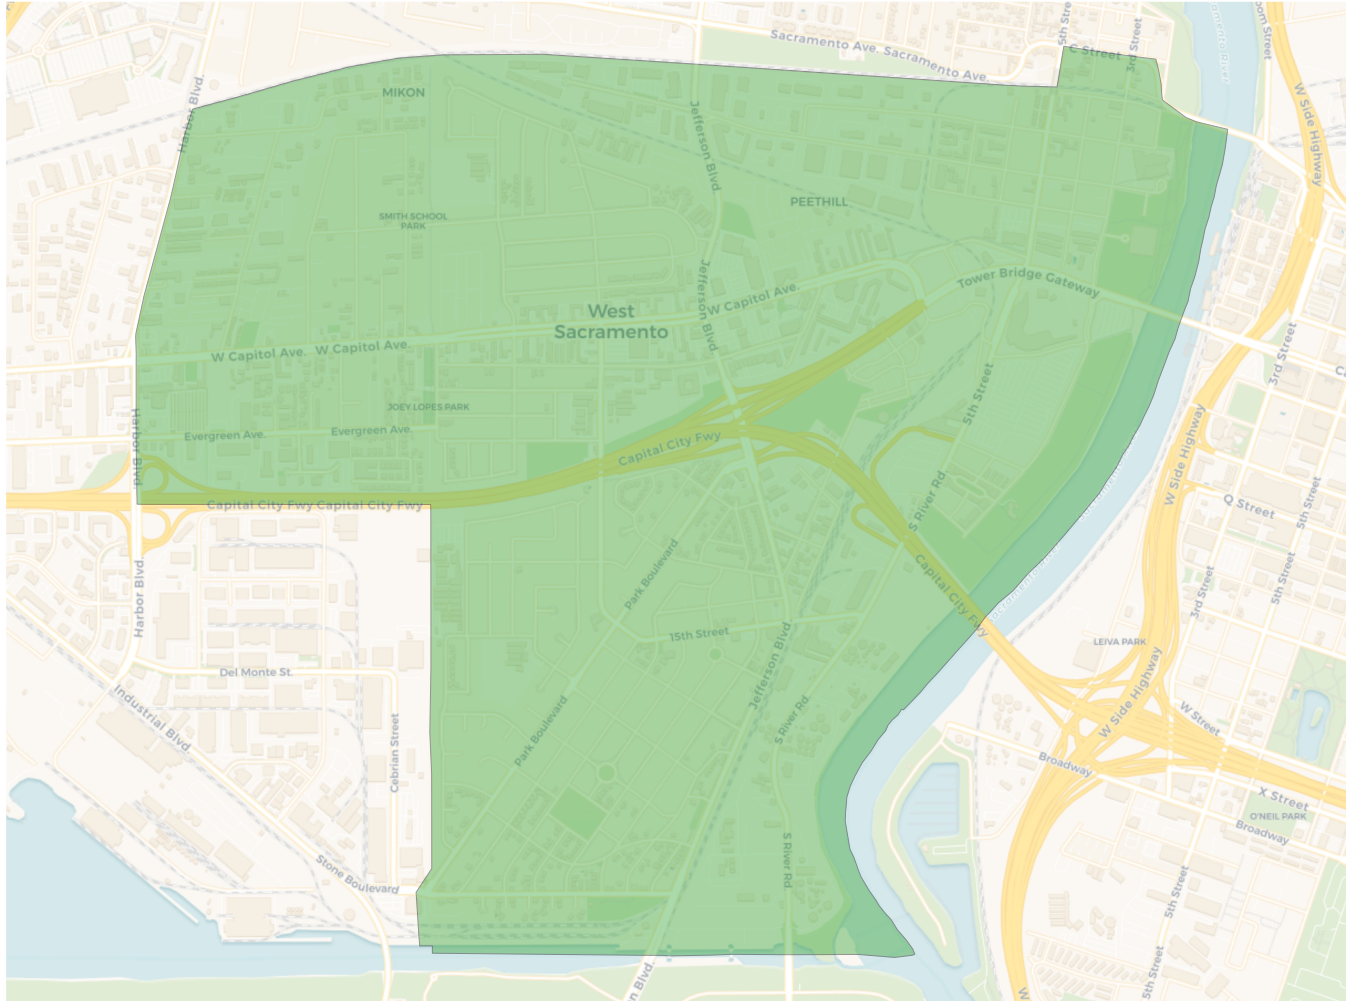 5th Stre
3rd Street
oom Street
C Street
Sacramento Ave. Sacramento Ave.
mento River
Harbor Blvd.
MIKON
Jefferson Blvd
W Side Highway
SMITH SCHOOL
PARK
PEETHILL
Jefferson Blvd
Tower Bridge Gateway
W Capitol Ave.
West
Sacramento
W Capitol Ave. W Capitol Ave.
3rd Street
JOEY LOPES PARK
5th Street
Harbor Blvd.
Evergreen Ave.
Evergreen Ave.
Capital City Fwy
W Side Highway
Capital City Fwy Capital City Fwy
S River Rd
Q Street
5th Street
Harbor Blvd.
Park Boulevard
Capital City Fwy
3rd Street
5th Street
15th Street
LEIVA PARK
Del Monte St.
Jefferson Blvd
Industrial Blvd
S River Rd.
W Side Highway
W Street
Park Boulevard
Cebrian Street
Broadway
X Street
O'NEIL PARK
Broadway
S River Rd
Stone Boulevard
5th Street
5th Street
n Blvd.
W